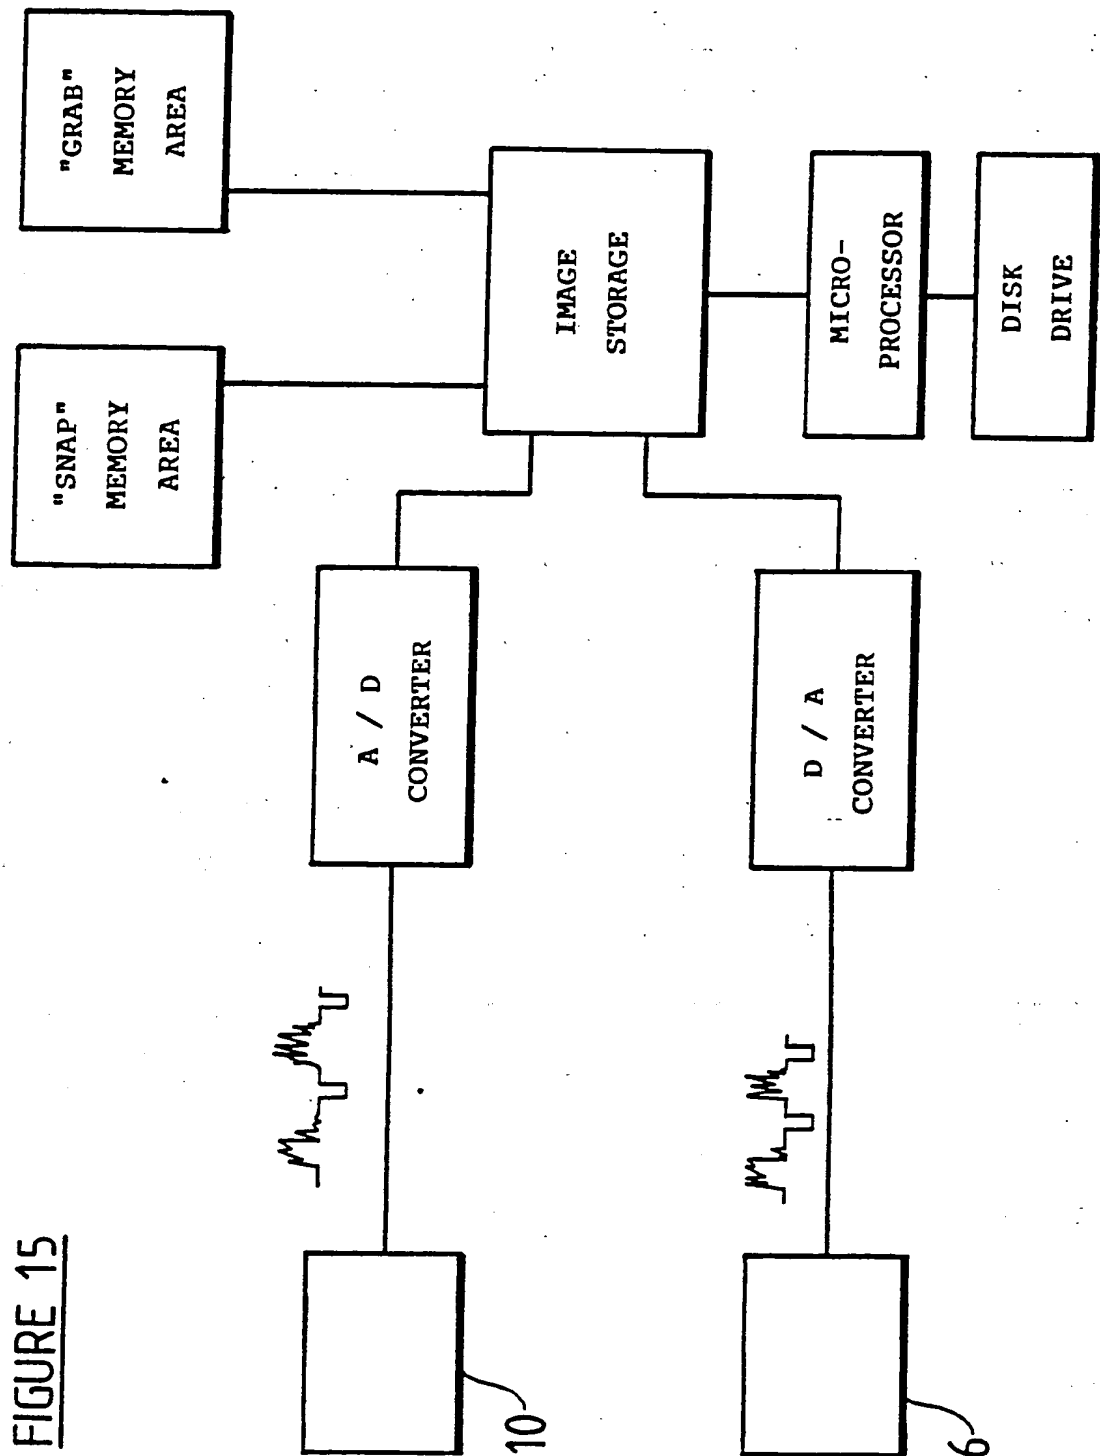 FIGURE 15
"SNAP"
MEMORY
AREA
"GRAB"
MEMORY
AREA
A / D
CONVERTER
IMAGE
STORAGE
10
D / A
CONVERTER
MICRO-
PROCESSOR
DISK
DRIVE
6